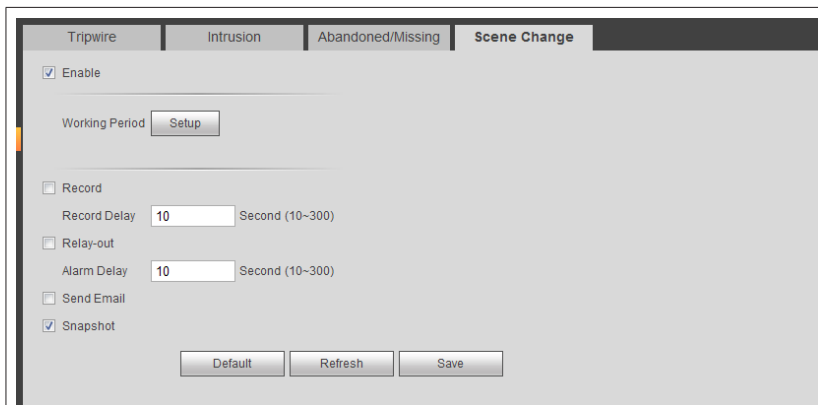 Tripwire Intrusion Abandoned/Missing Scene Change
Enable
Working Period Setup
Record
Record Delay 10 Second (10~300)
Relay-out
Alarm Delay 10 Second (10~300)
Send Email
Snapshot
Default Refresh Save